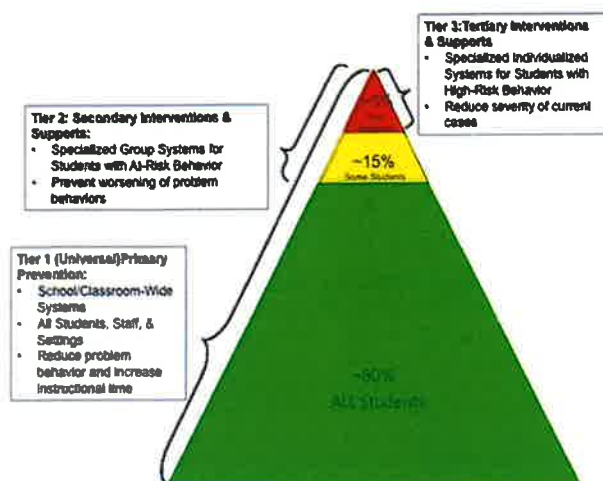 Tier 3:Tertiary Interventions
& Supports
• Specialized Individualized
Systems for Students with
High-Risk Behavior
• Reduce severity of current
cases
Tier 2: Secondary Interventions &
Supports:
• Specialized Group Systems for
Students with At-Risk Behavior
• Prevent worsening of problem
behaviors
~15%
Some Students
Tier 1 (Universal)Primary
Prevention:
• School/Classroom-Wide
Systems
• All Students, Staff, &
Settings
• Reduce problem
behavior and increase
instructional time
~80%
ALL Students